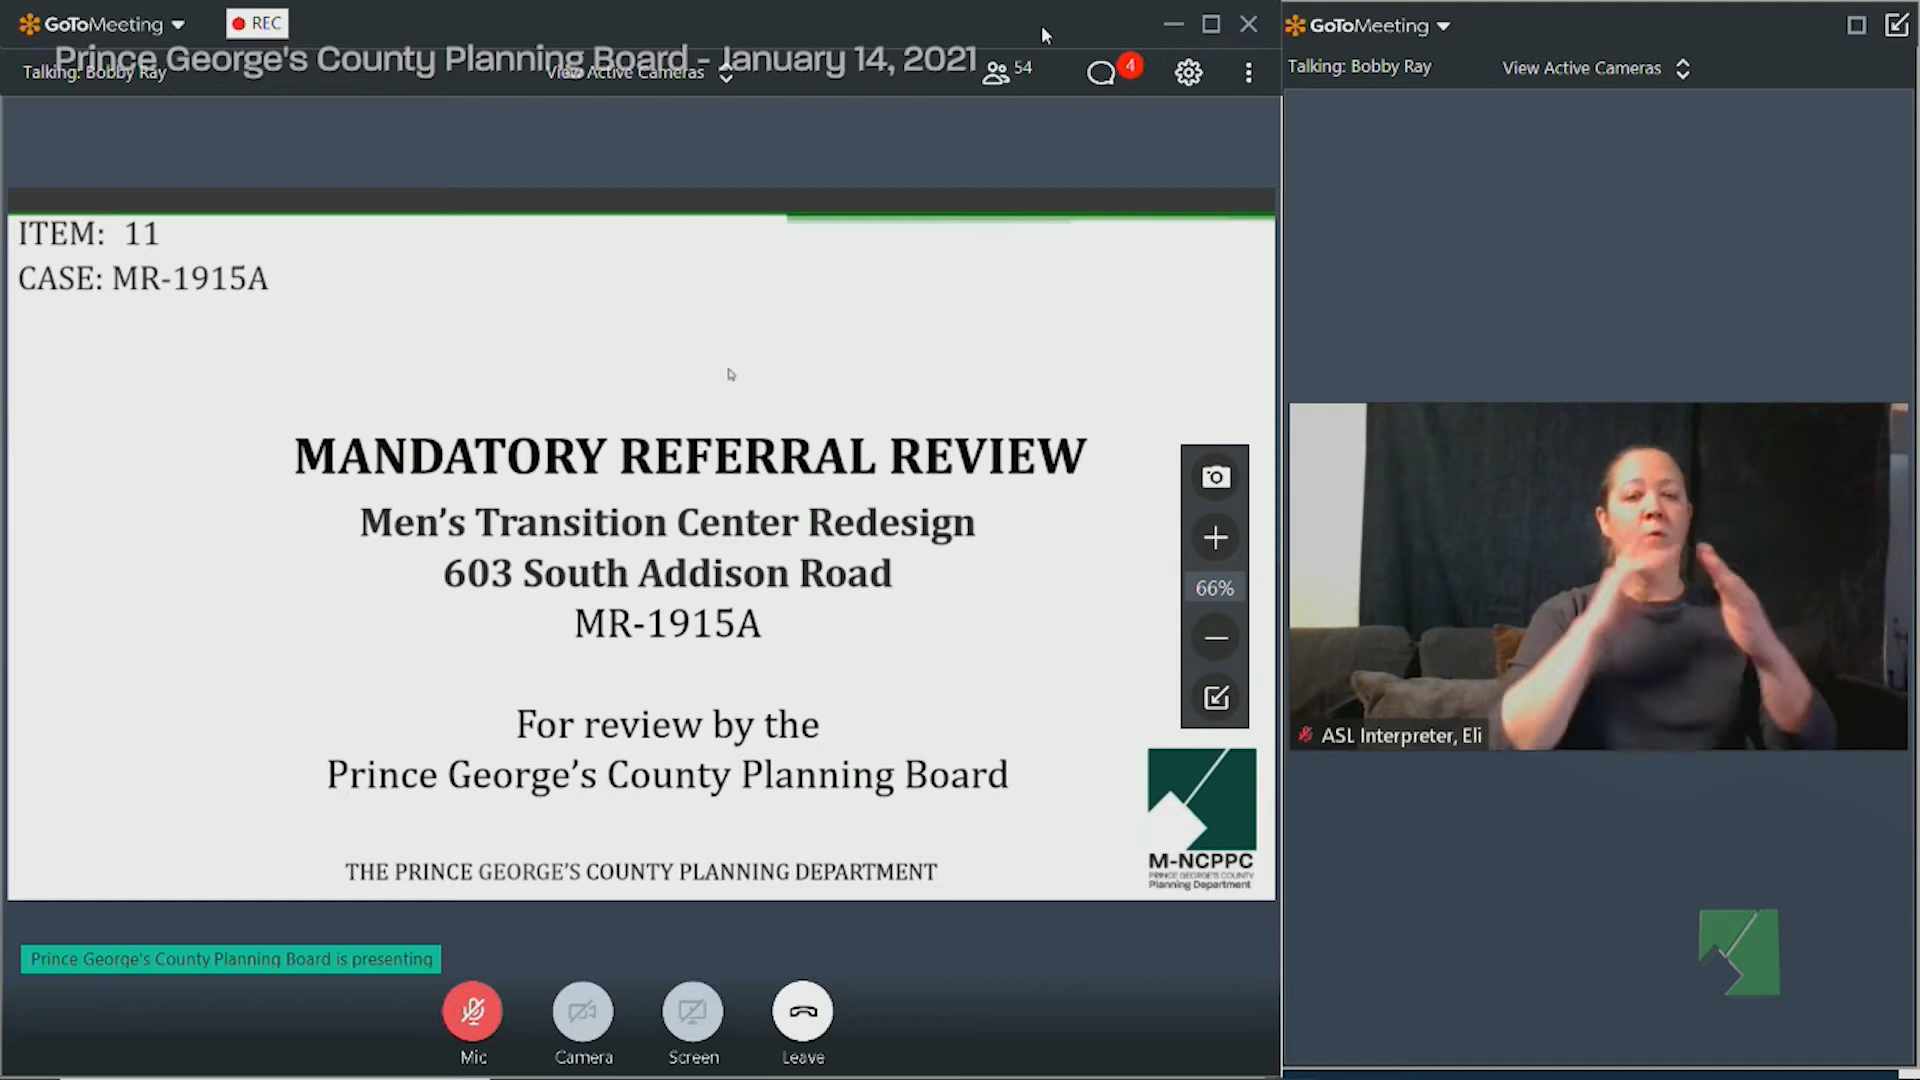 GoToMeeting
REC
Prince George's County Planning Board - January 14, 2021
Talking: Bobby Ray
View Active Cameras
54
4
ITEM: 11
CASE: MR-1915A
MANDATORY REFERRAL REVIEW
Men's Transition Center Redesign
603 South Addison Road
MR-1915A
For review by the
Prince George's County Planning Board
THE PRINCE GEORGE'S COUNTY PLANNING DEPARTMENT
66%
M-NCPPC
PRINCE GEORGE'S COUNTY
Planning Department
Prince George's County Planning Board is presenting
Mic
Camera
Screen
Leave
GoToMeeting
Talking: Bobby Ray
View Active Cameras
ASL Interpreter, Eli